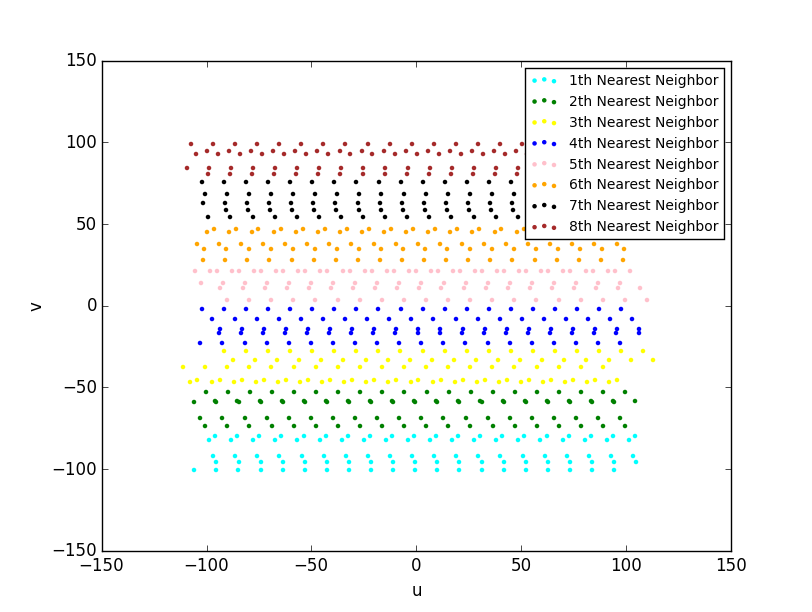 150
1th Nearest Neighbor
2th Nearest Neighbor
3th Nearest Neighbor
4th Nearest Neighbor
5th Nearest Neighbor
6th Nearest Neighbor
7th Nearest Neighbor
8th Nearest Neighbor
100
50
v
0
−50
−100
−150
−150 −100 −50 0 50 100 150
u